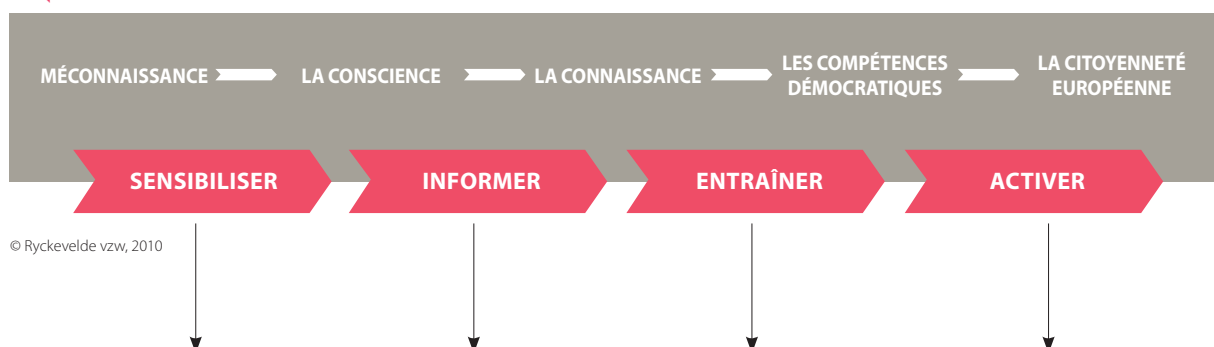 MÉCONNAISSANCE
LA CONSCIENCE
LA CONNAISSANCE
LES COMPÉTENCES
DÉMOCRATIQUES
LA CITOYENNETÉ
EUROPÉENNE
SENSIBILISER
INFORMER
ENTRAÎNER
ACTIVER
© Ryckevelde vzw, 2010